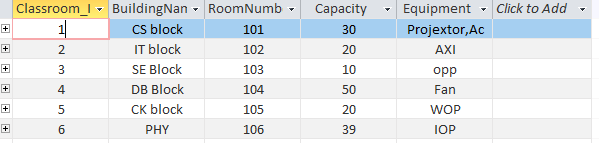 Classroom_I BuildingNan RoomNumb Capacity Equipment Click to Add
1 CS block 101 30 Projextor,Ac
2 IT block 102 20 AXI
3 SE Block 103 10 opp
4 DB Block 104 50 Fan
5 CK Block 105 20 WOP
6 PHY 106 39 IOP